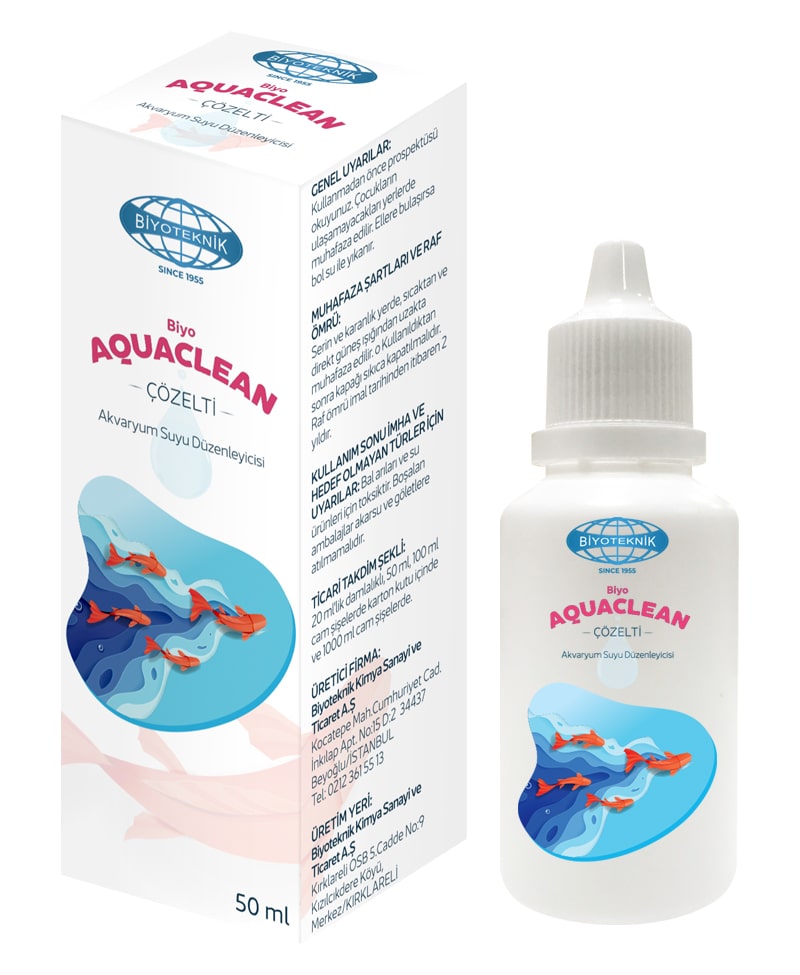 BİYOTEKNİK
SINCE 1955
Biyo
AQUACLEAN
ÇÖZELTİ
Akvaryum Suyu Düzenleyicisi
BİYOTEKNİK
SINCE 1955
Biyo
AQUACLEAN
ÇÖZELTİ
Akvaryum Suyu Düzenleyicisi
50 ml
GENEL UYARILAR:
Kullanmadan önce prospektüsü
okuyunuz. Çocukların
ulaşamayacakları yerlerde
muhafaza edilir. Ellere bulaşırsa
bol su ile yıkanır.
MUHAFAZA ŞARTLARI VE RAF
ÖMRÜ:
Serin ve karanlık yerde, sıcaktan ve
direkt güneş ışığından uzakta
muhafaza edilir. o Kullanıldıktan
sonra kapağı sıkıca kapatılmalıdır.
Raf ömrü imal tarihinden itibaren 2
yıldır.
KULLANIM SONU İMHA VE
HEDEF OLMAYAN TÜRLER İÇİN
UYARILAR: Bal arıları ve su
ürünleri için toksiktir. Boşalan
ambalajlar akarsu ve göletlere
atılmamalıdır.
TİCARİ TAKDİM ŞEKLİ:
20 ml'lik damlalıklı, 50 ml, 100 ml
cam şişelerde karton kutu içinde
ve 1000 ml cam şişelerde.
ÜRETİCİ FİRMA:
Biyoteknik Kimya Sanayi ve
Ticaret A.Ş
Kocatepe Mah.Cumhuriyet Cad.
İnkılap Apt. No:15 D:2 34437
Beyoğlu/İSTANBUL
Tel: 0212 361 55 13
ÜRETİM YERİ:
Biyoteknik Kimya Sanayi ve
Ticaret A.Ş
Kırklareli OSB 5.Cadde No:9
Kızılcıkdere Köyü,
Merkez/KIRKLARELİ
BİYOTEKNİK
SINCE 1955
Biyo
AQUACLEAN
ÇÖZELTİ
Akvaryum Suyu Düzenleyicisi